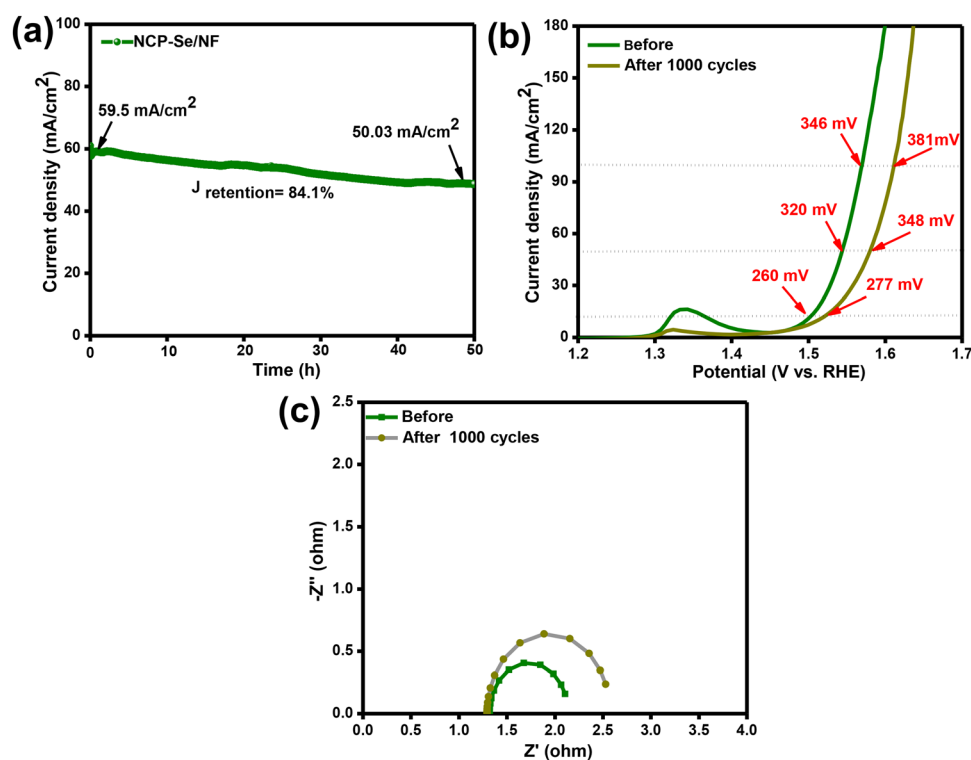 (a)
NCP-Se/NF
59.5 mA/cm2
50.03 mA/cm2
J retention= 84.1%
Current density (mA/cm2)
100
80
60
40
20
0
0 10 20 30 40 50
Time (h)
(b)
Before
After 1000 cycles
346 mV
381mV
320 mV
348 mV
260 mV
277 mV
Current density (mA/cm2)
180
150
120
90
60
30
0
1.2 1.3 1.4 1.5 1.6 1.7
Potential (V vs. RHE)
(c)
Before
After 1000 cycles
-Z'' (ohm)
2.5
2.0
1.5
1.0
0.5
0.0
0.0 0.5 1.0 1.5 2.0 2.5 3.0 3.5 4.0
Z' (ohm)